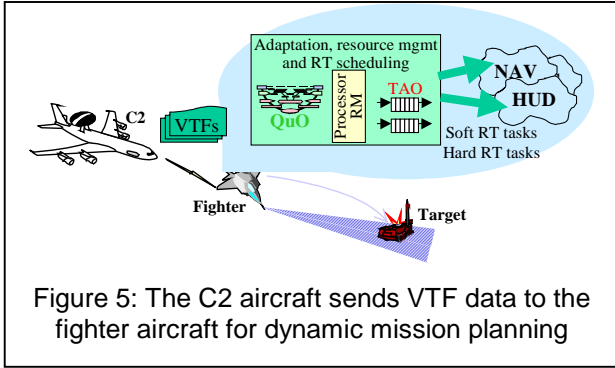 Adaptation, resource mgmt
and RT scheduling
C2
VTFs
QuO
Processor
RM
TAO
NAV
HUD
Soft RT tasks
Hard RT tasks
Fighter
Target
Figure 5: The C2 aircraft sends VTF data to the
fighter aircraft for dynamic mission planning